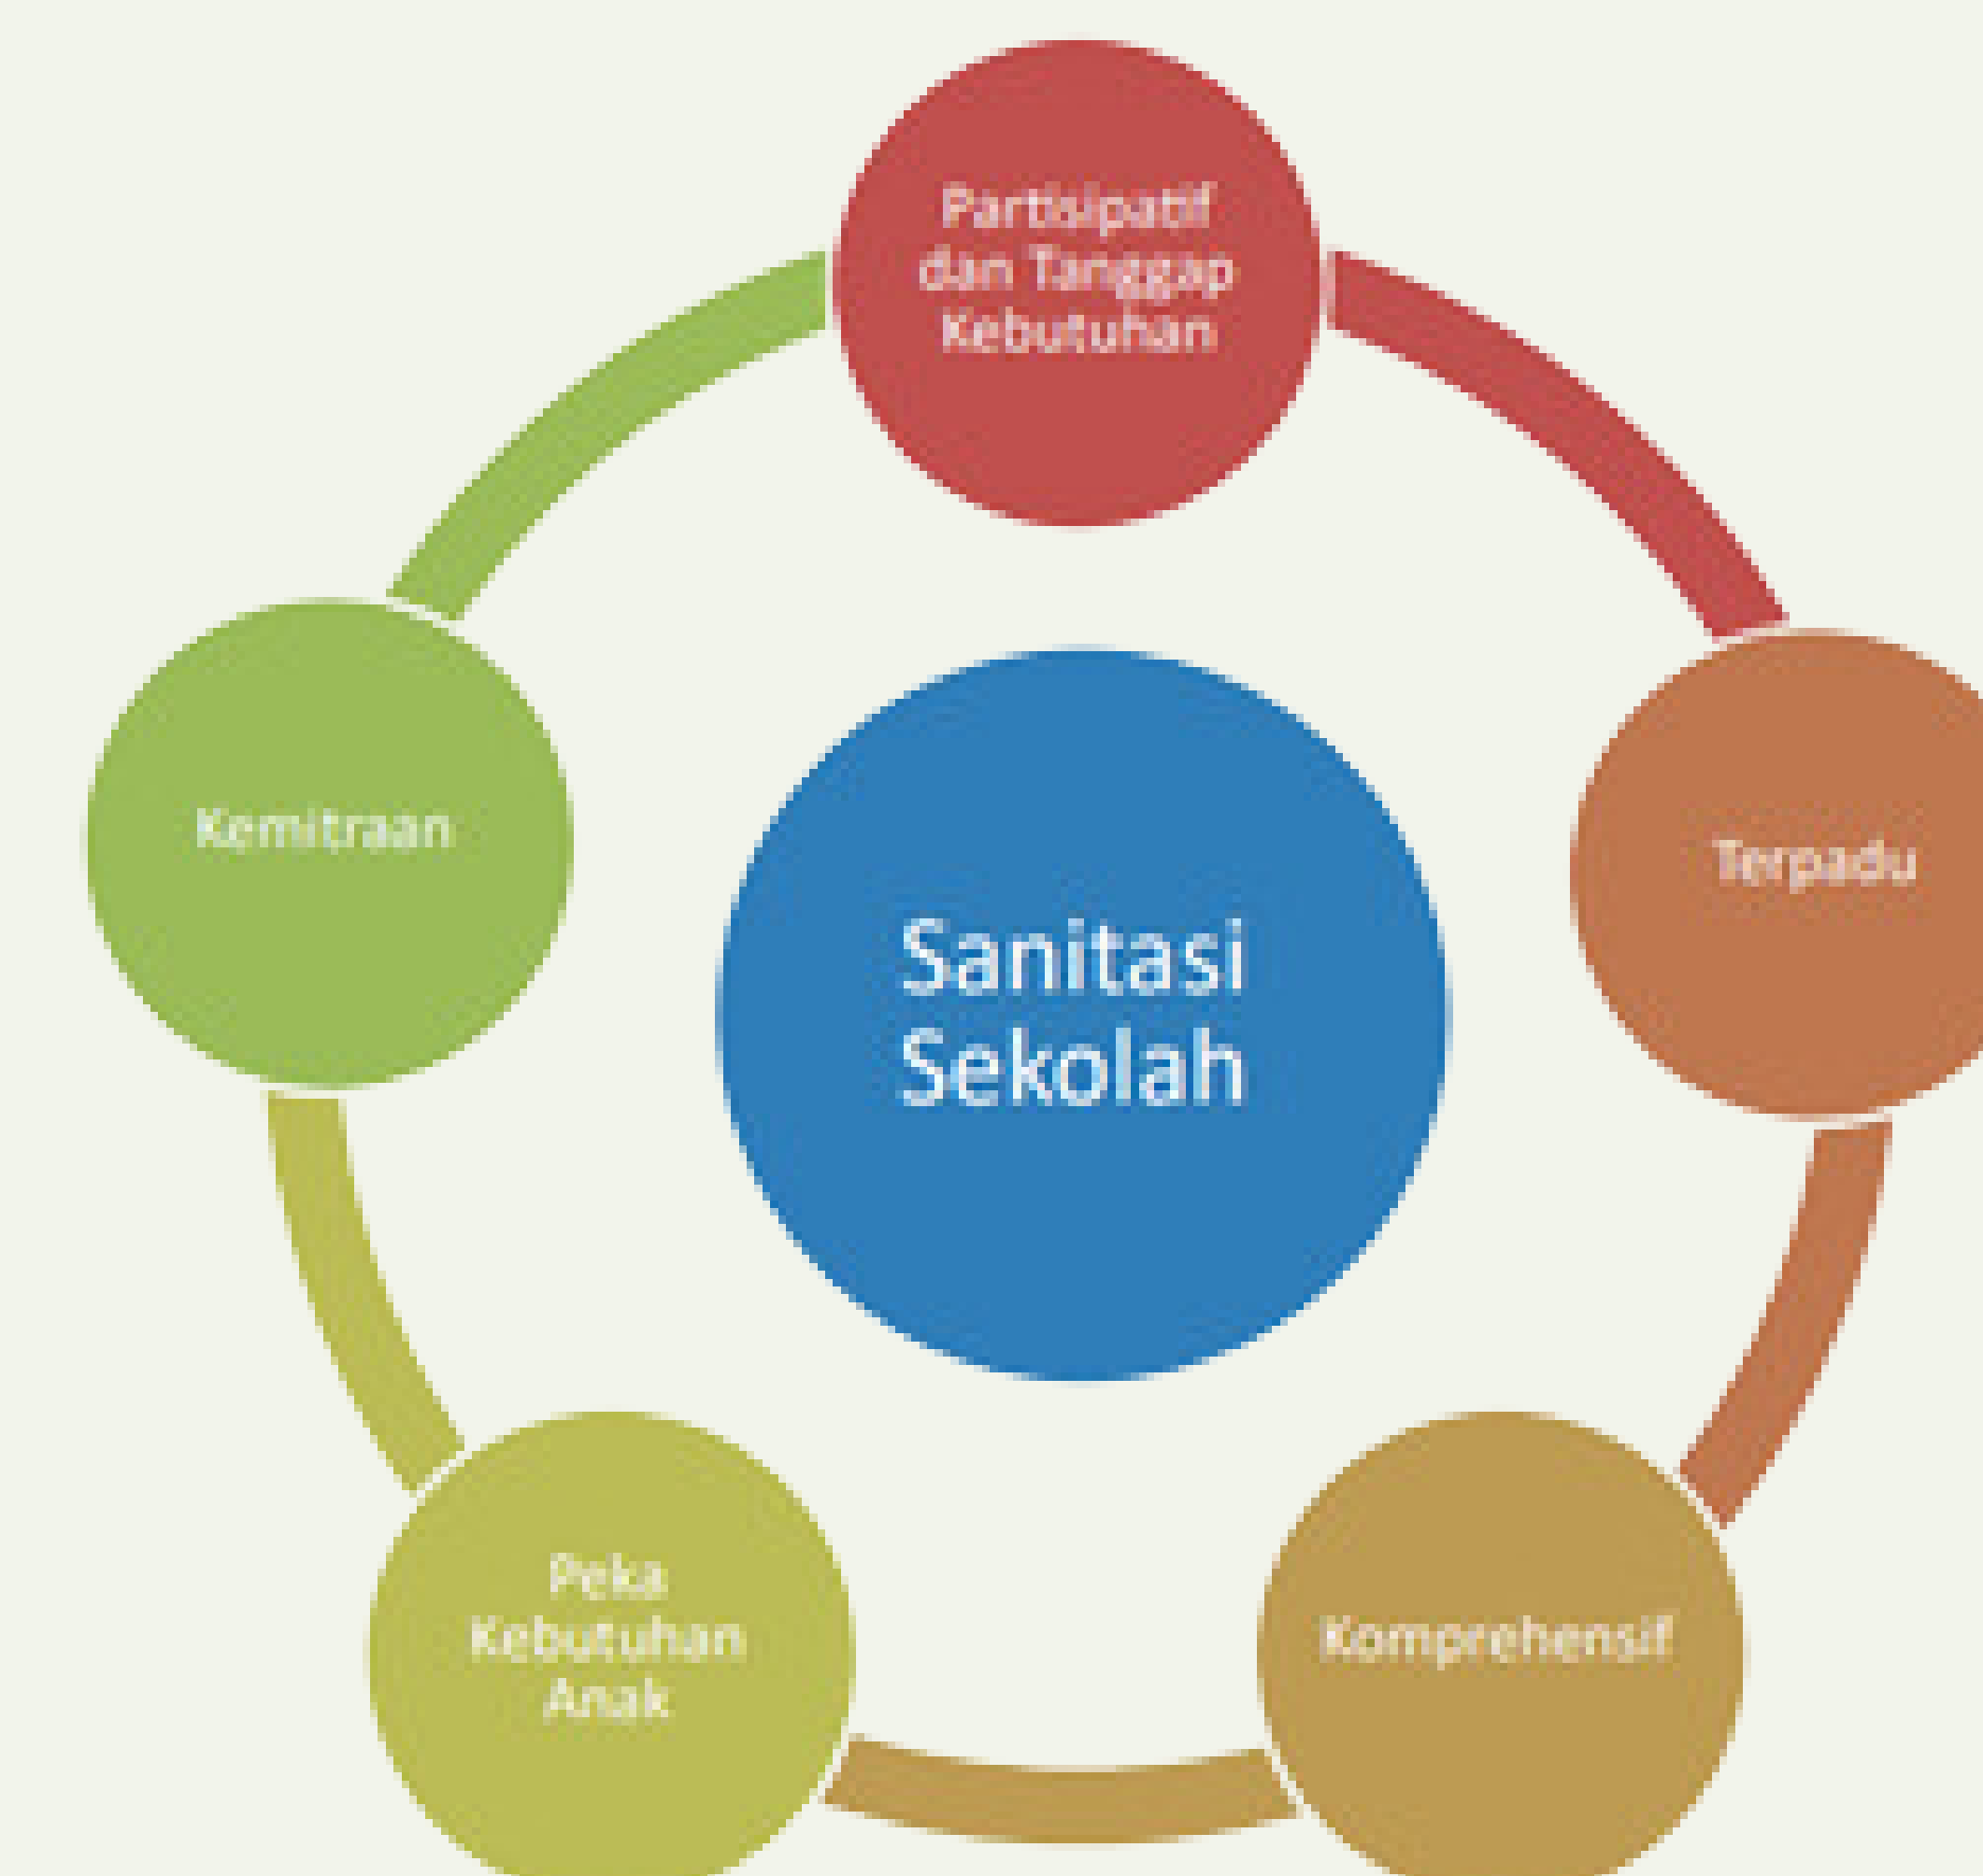 Partisipatif
dan Tanggap
Kebutuhan
Terpadu
Komprehensif
Peka
Kebutuhan
Anak
Kemitraan
Sanitasi
Sekolah